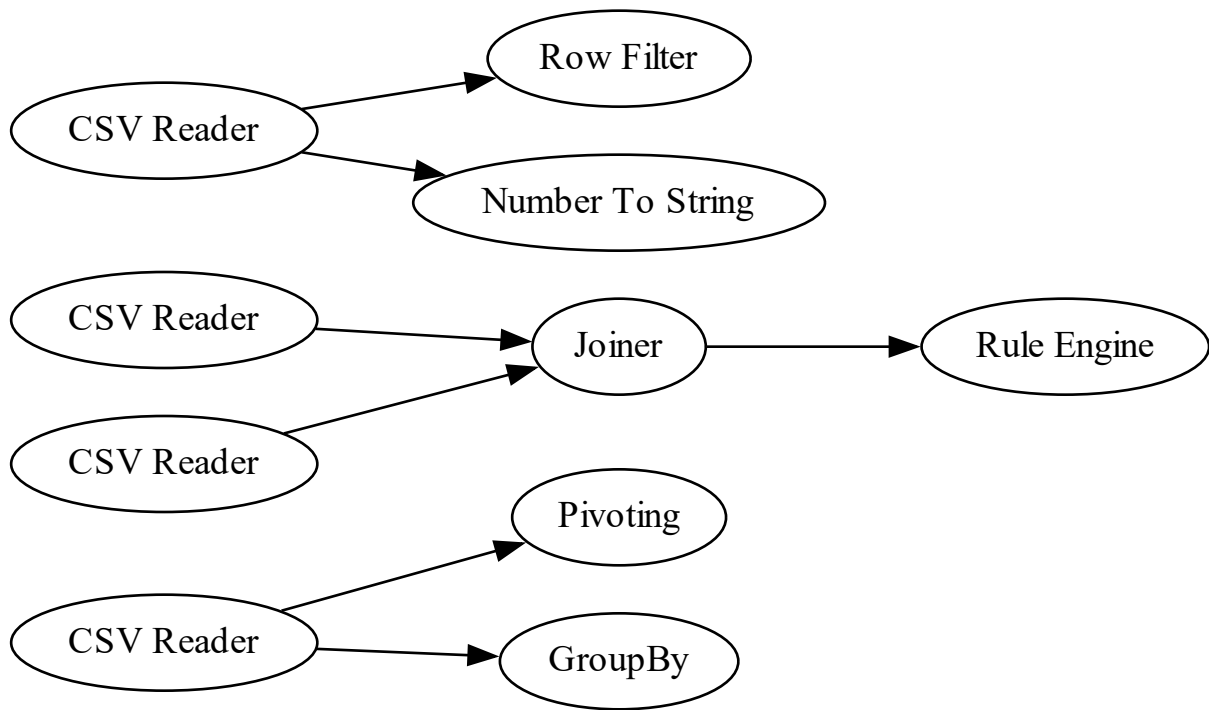 Row Filter
CSV Reader
Number To String
CSV Reader
Joiner
Rule Engine
CSV Reader
Pivoting
CSV Reader
GroupBy